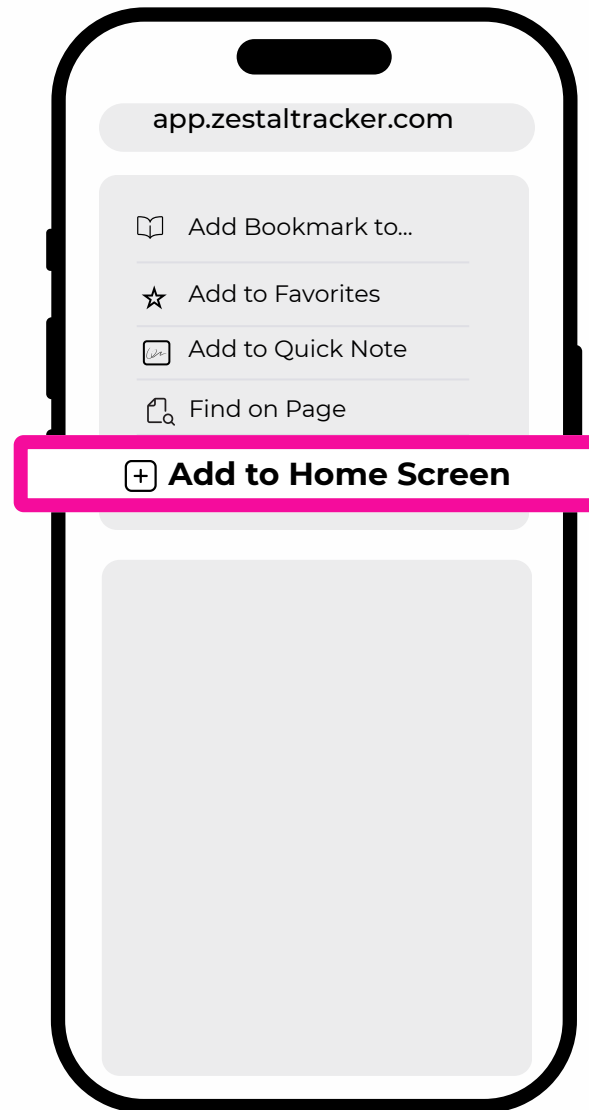 app.zestaltracker.com
Add Bookmark to...
Add to Favorites
Add to Quick Note
Find on Page
Add to Home Screen